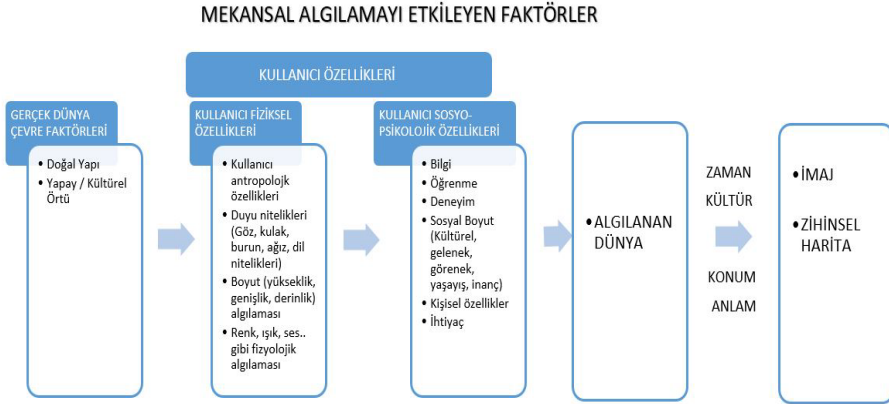 MEKANSAL ALGILAMAYI ETKİLEYEN FAKTÖRLER
KULLANICI ÖZELLİKLERİ
GERÇEK DÜNYA
ÇEVRE FAKTÖRLERİ
• Doğal Yapı
• Yapay / Kültürel
Örtü
KULLANICI FİZİKSEL
ÖZELLİKLERİ
• Kullanıcı
antropolojk
özellikleri
• Duyu nitelikleri
(Göz, kulak,
burun, ağız, dil
nitelikleri)
• Boyut (yükseklik,
genişlik, derinlik)
algılaması
• Renk, ışık, ses..
gibi fizyolojik
algılaması
KULLANICI SOSYO-
PSİKOLOJİK ÖZELLİKLERİ
• Bilgi
• Öğrenme
• Deneyim
• Sosyal Boyut
(Kültürel,
gelenek,
görenek,
yaşayış, inanç)
• Kişisel özellikler
• İhtiyaç
• ALGILANAN
DÜNYA
ZAMAN
KÜLTÜR
KONUM
ANLAM
• İMAJ
• ZİHİNSEL
HARİTA